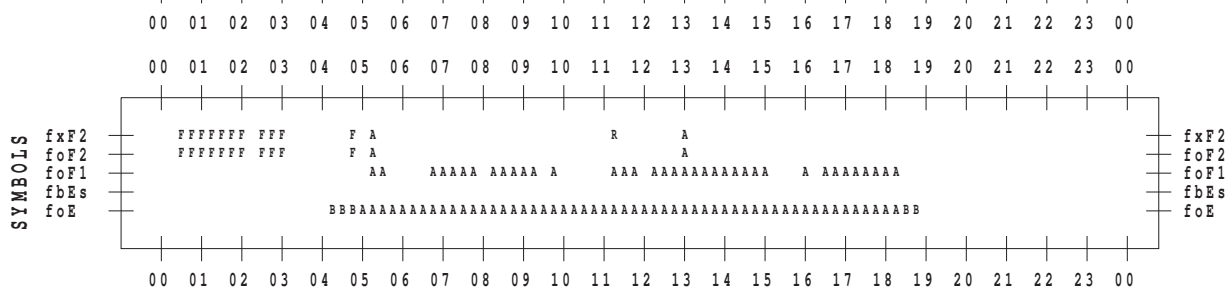 00 01 02 03 04 05 06 07 08 09 10 11 12 13 14 15 16 17 18 19 20 21 22 23 00
00 01 02 03 04 05 06 07 08 09 10 11 12 13 14 15 16 17 18 19 20 21 22 23 00
SYMBOLS
fxF2 FFFFFFF FFF F A R A fxF2
foF2 FFFFFFF FFF F A A foF2
foF1 AA AAAAA AAAAA A AAA AAAAAAAAAAAA A AAAAAAAA foF1
fbEs fbEs
foE BBBAAAAAAAAAAAAAAAAAAAAAAAAAAAAAAAAAAAAAAAAAAAAAAAAAAAAAABB foE
00 01 02 03 04 05 06 07 08 09 10 11 12 13 14 15 16 17 18 19 20 21 22 23 00